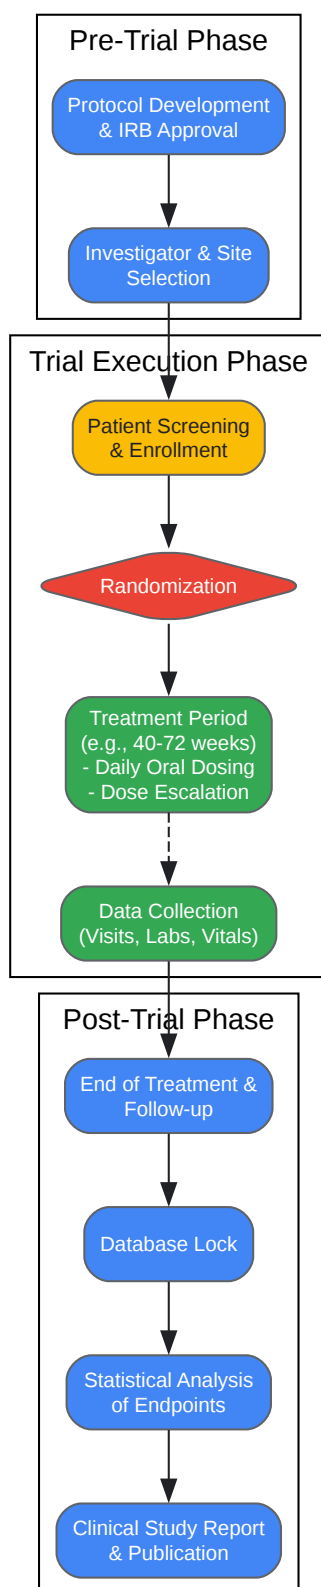 Pre-Trial Phase
Protocol Development
& IRB Approval
Investigator & Site
Selection
Trial Execution Phase
Patient Screening
& Enrollment
Randomization
Treatment Period
(e.g., 40-72 weeks)
- Daily Oral Dosing
- Dose Escalation
Data Collection
(Visits, Labs, Vitals)
Post-Trial Phase
End of Treatment &
Follow-up
Database Lock
Statistical Analysis
of Endpoints
Clinical Study Report
& Publication